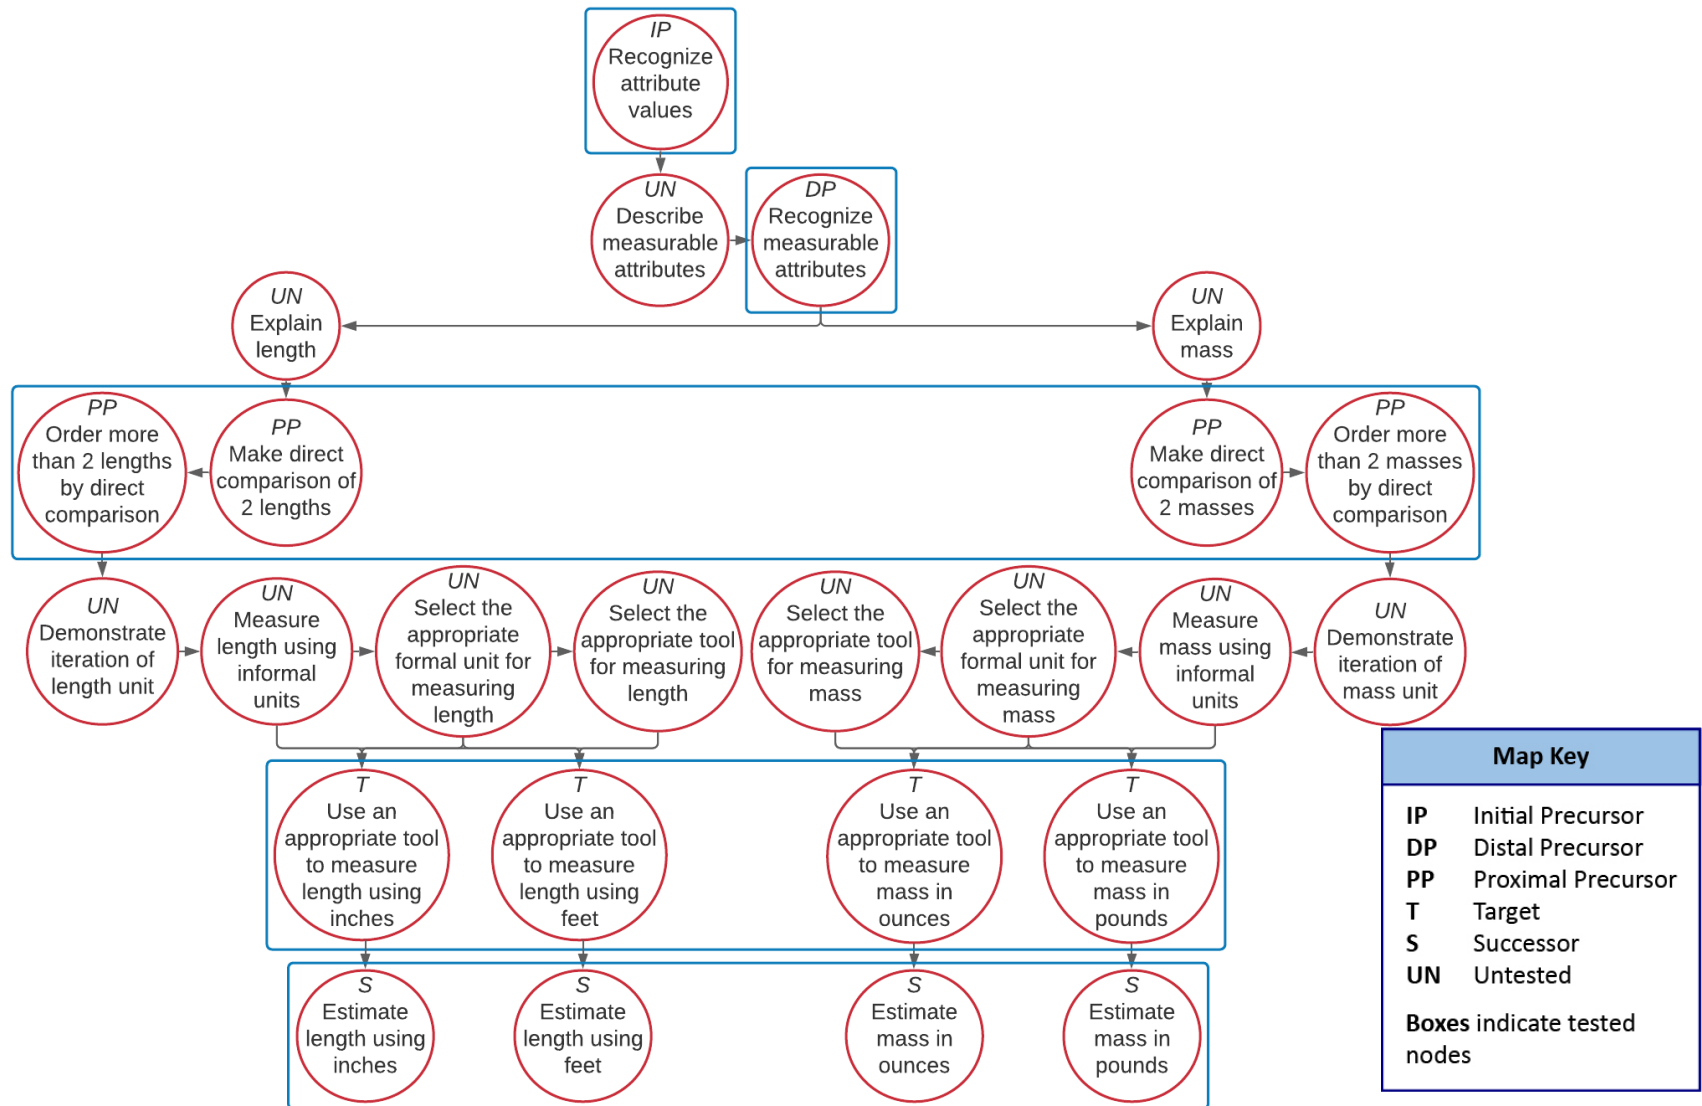 IP
Recognize
attribute
values
UN
Describe
measurable
attributes
DP
Recognize
measurable
attributes
UN
Explain
length
UN
Explain
mass
PP
Order more
than 2 lengths
by direct
comparison
PP
Make direct
comparison of
2 lengths
PP
Make direct
comparison of
2 masses
PP
Order more
than 2 masses
by direct
comparison
UN
Demonstrate
iteration of
length unit
UN
Measure
length using
informal
units
UN
Select the
appropriate
formal unit for
measuring
length
UN
Select the
appropriate tool
for measuring
length
UN
Select the
appropriate tool
for measuring
mass
UN
Select the
appropriate
formal unit for
measuring
mass
UN
Measure
mass using
informal
units
UN
Demonstrate
iteration of
mass unit
T
Use an
appropriate tool
to measure
length using
inches
T
Use an
appropriate tool
to measure
length using
feet
T
Use an
appropriate tool
to measure
mass in
ounces
T
Use an
appropriate tool
to measure
mass in
pounds
S
Estimate
length using
inches
S
Estimate
length using
feet
S
Estimate
mass in
ounces
S
Estimate
mass in
pounds
Map Key
IP Initial Precursor
DP Distal Precursor
PP Proximal Precursor
T Target
S Successor
UN Untested
Boxes indicate tested
nodes